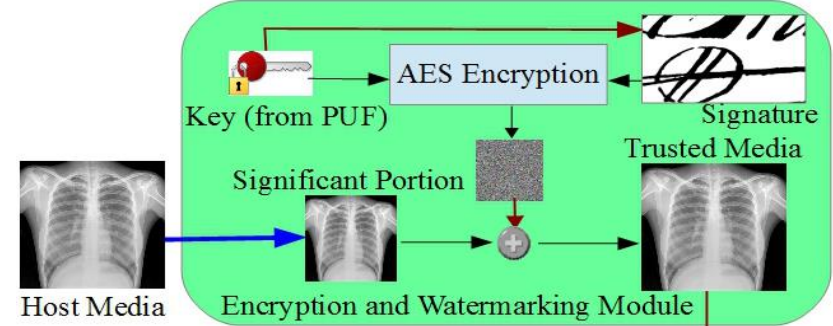 AES Encryption
Key (from PUF)
Signature
Trusted Media
Significant Portion
Host Media
Encryption and Watermarking Module